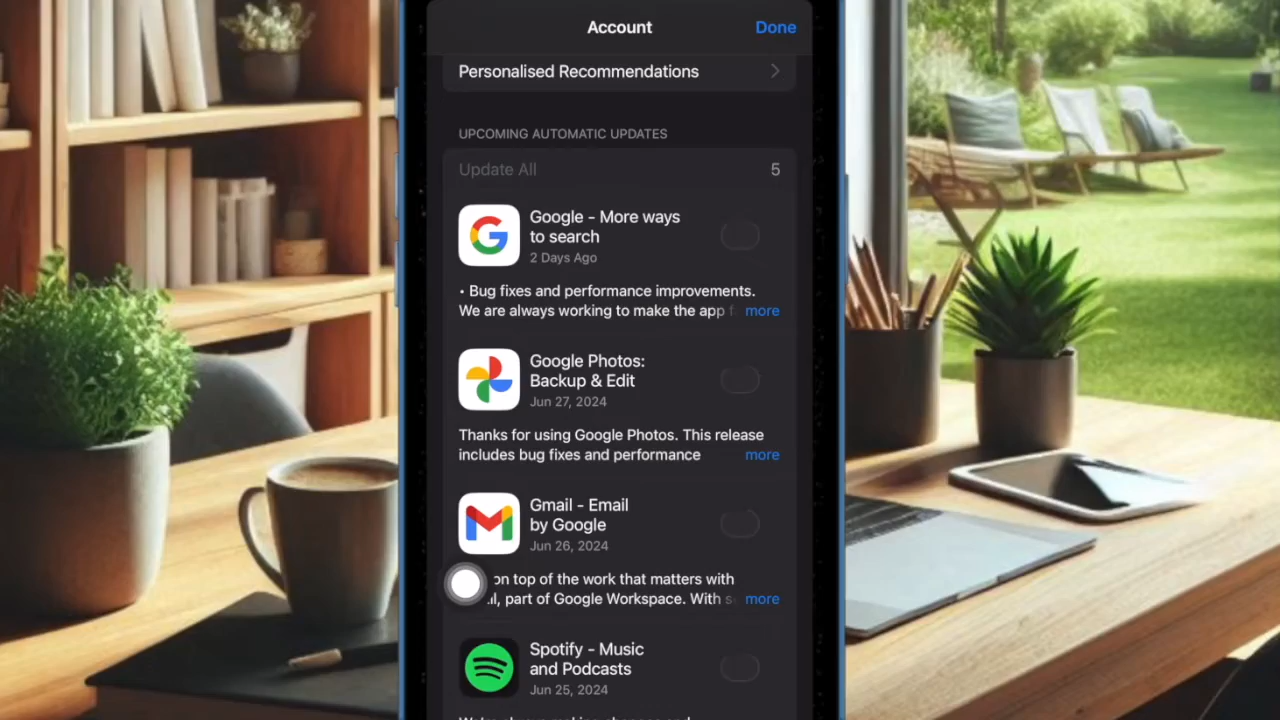 Account
Done
Personalised Recommendations
UPCOMING AUTOMATIC UPDATES
Update All
5
Google - More ways
to search
2 Days Ago
• Bug fixes and performance improvements.
We are always working to make the app
more
Google Photos:
Backup & Edit
Jun 27, 2024
Thanks for using Google Photos. This release
includes bug fixes and performance
more
Gmail - Email
by Google
Jun 26, 2024
on top of the work that matters with
part of Google Workspace. With
more
Spotify - Music
and Podcasts
Jun 25, 2024